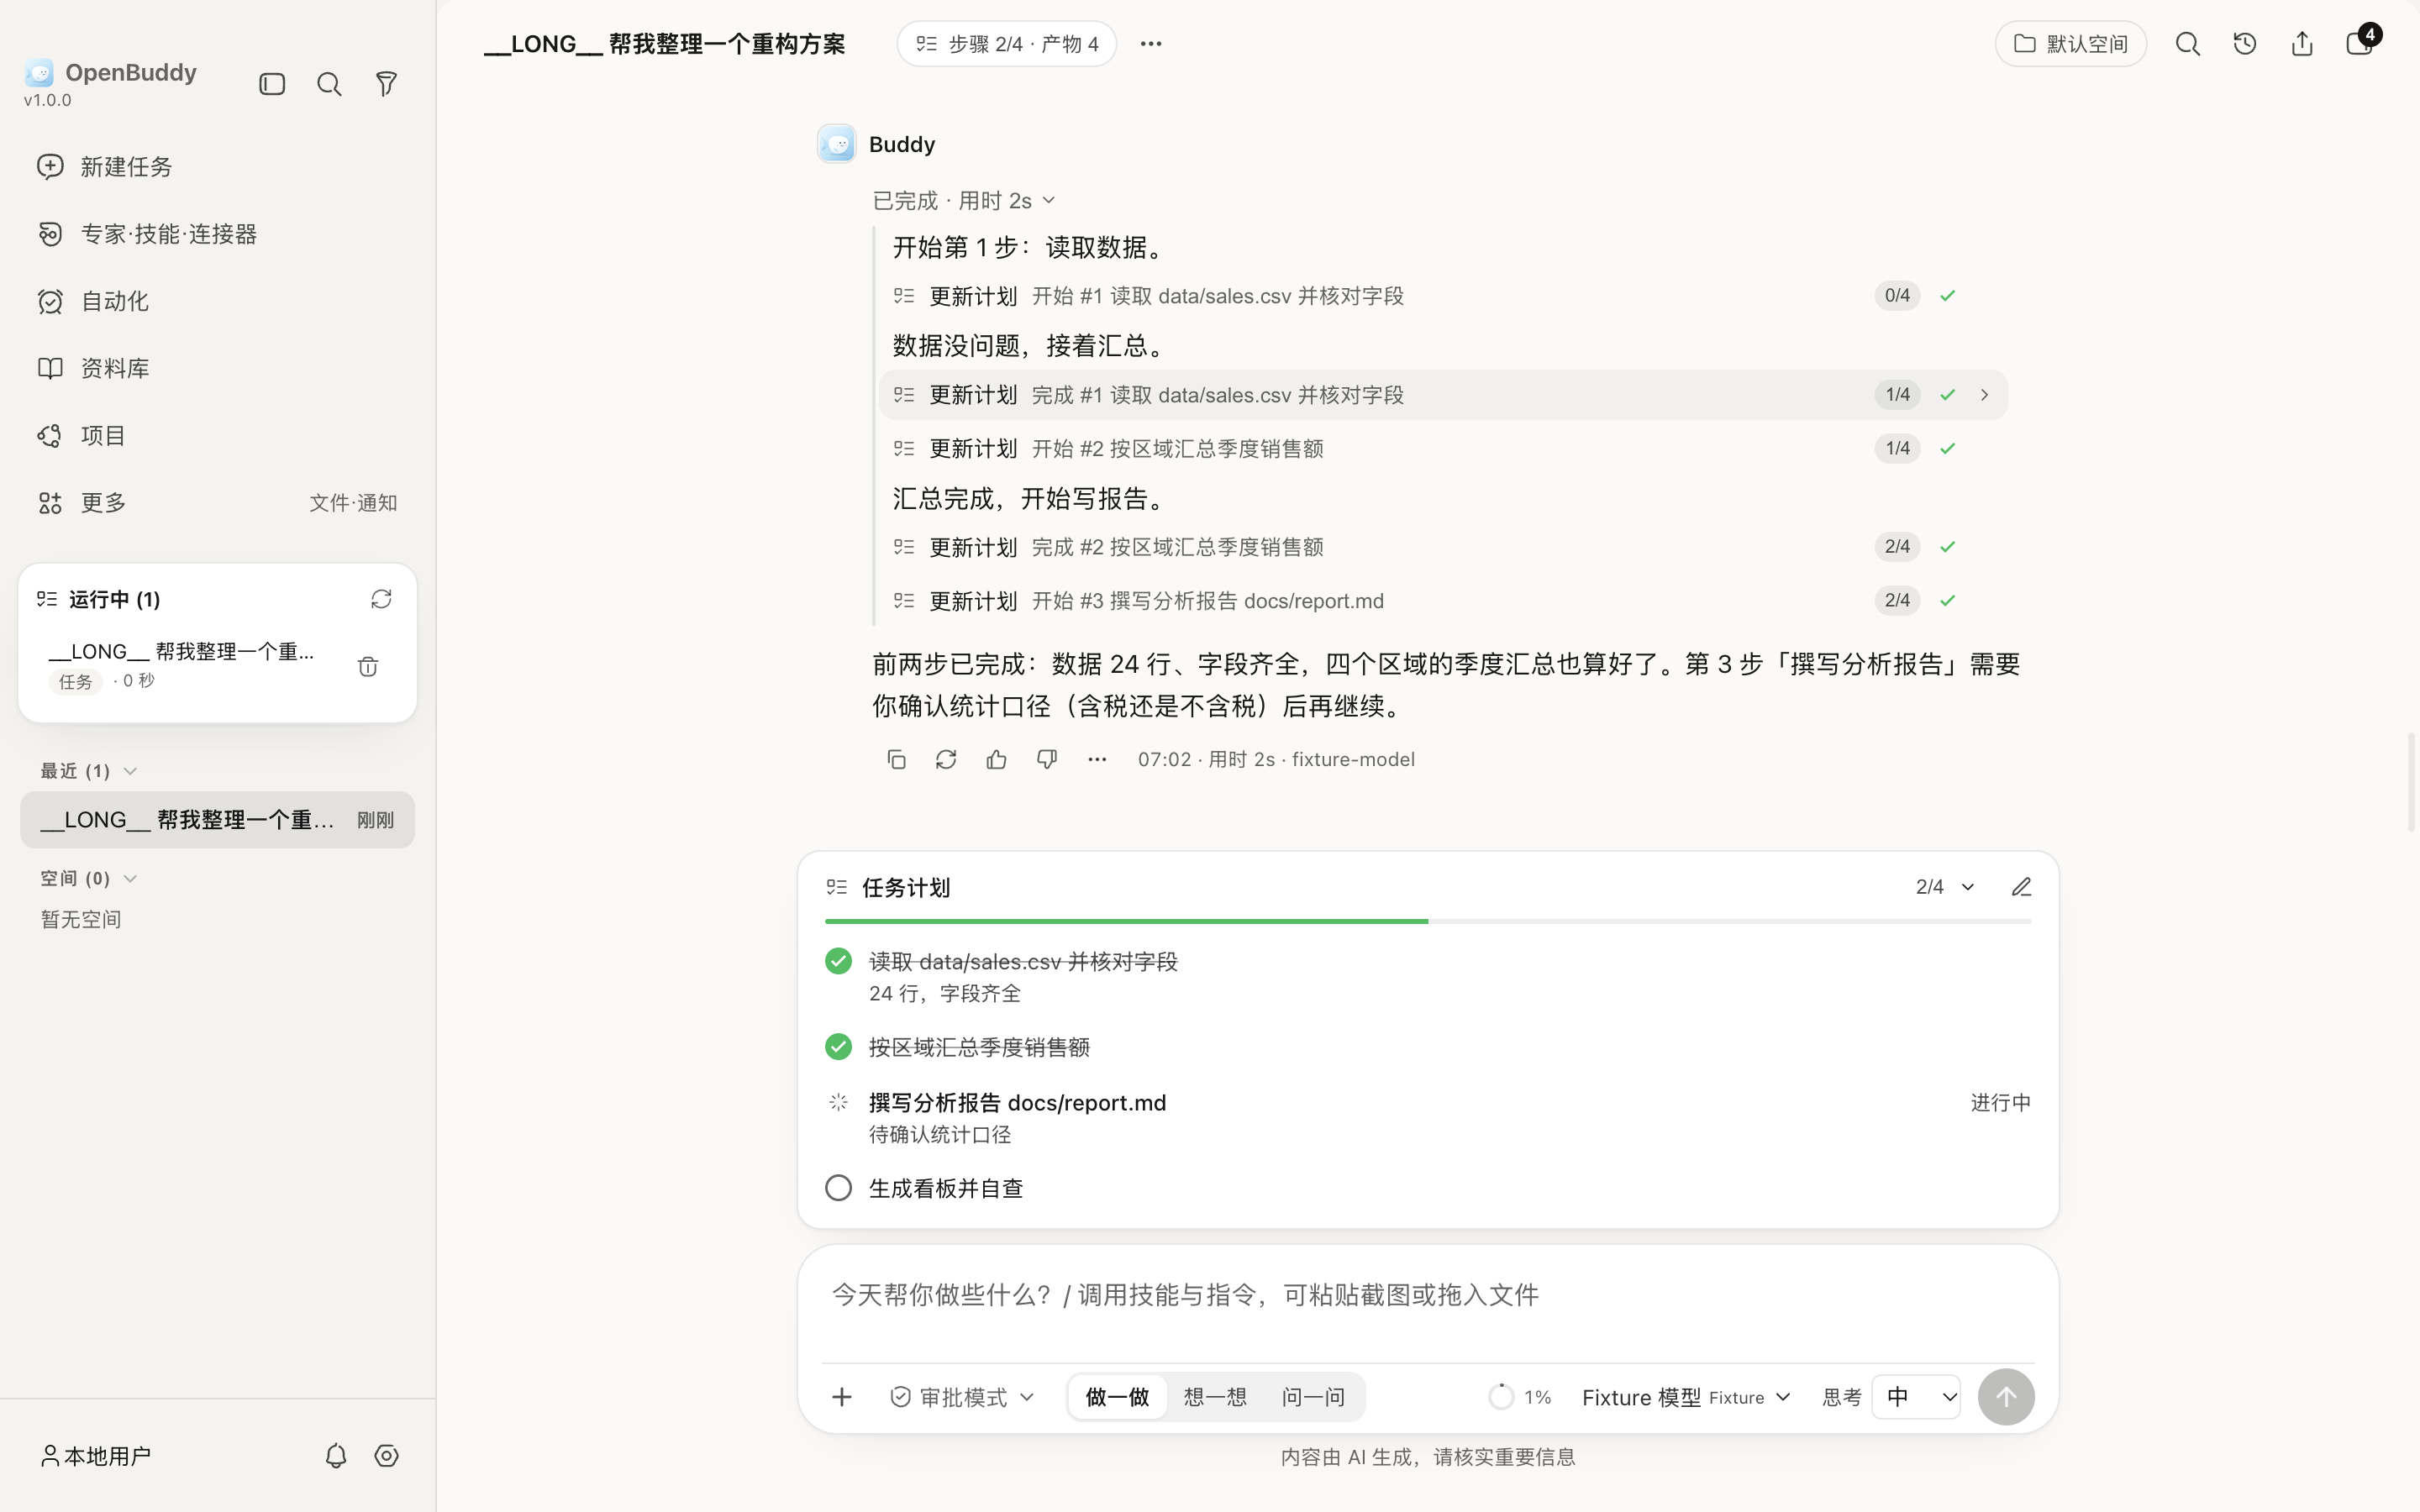 OpenBuddy
v1.0.0
新建任务
专家·技能·连接器
自动化
资料库
项目
更多 文件·通知
运行中 (1)
__LONG__ 帮我整理一个重...
任务 · 0 秒
最近 (1)
__LONG__ 帮我整理一个重... 刚刚
空间 (0)
暂无空间
本地用户
__LONG__ 帮我整理一个重构方案 步骤 2/4 · 产物 4 默认空间 4
Buddy
已完成 · 用时 2s
开始第 1 步：读取数据。
更新计划 开始 #1 读取 data/sales.csv 并核对字段 0/4
数据没问题，接着汇总。
更新计划 完成 #1 读取 data/sales.csv 并核对字段 1/4
更新计划 开始 #2 按区域汇总季度销售额 1/4
汇总完成，开始写报告。
更新计划 完成 #2 按区域汇总季度销售额 2/4
更新计划 开始 #3 撰写分析报告 docs/report.md 2/4
前两步已完成：数据 24 行、字段齐全，四个区域的季度汇总也算好了。第 3 步「撰写分析报告」需要
你确认统计口径（含税还是不含税）后再继续。
07:02 · 用时 2s · fixture-model
任务计划 2/4
读取 data/sales.csv 并核对字段
24 行，字段齐全
按区域汇总季度销售额
撰写分析报告 docs/report.md 进行中
待确认统计口径
生成看板并自查
今天帮你做些什么？/ 调用技能与指令，可粘贴截图或拖入文件
审批模式 做一做 想一想 问一问 1% Fixture 模型 Fixture 思考 中
内容由 AI 生成，请核实重要信息